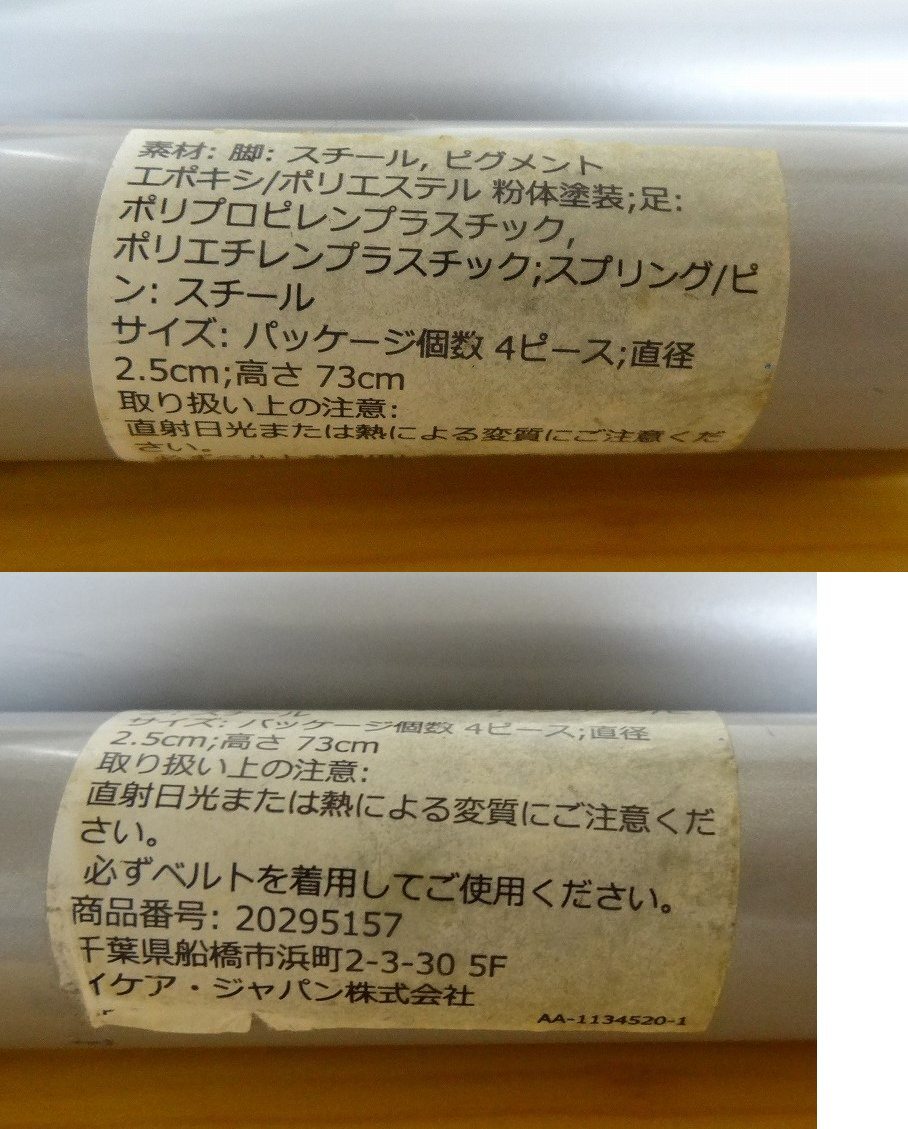 素材: 脚: スチール, ピグメント
エポキシ/ポリエステル 粉体塗装;足:
ポリプロピレンプラスチック,
ポリエチレンプラスチック;スプリング/ピ
ン: スチール
サイズ: パッケージ個数 4ピース;直径
2.5cm;高さ 73cm
取り扱い上の注意:
直射日光または熱による変質にご注意くだ
さい。
サイズ: パッケージ個数 4ピース;直径
2.5cm;高さ 73cm
取り扱い上の注意:
直射日光または熱による変質にご注意くだ
さい。
必ずベルトを着用してご使用ください。
商品番号: 20295157
千葉県船橋市浜町2-3-30 5F
イケア・ジャパン株式会社
AA-1134520-1